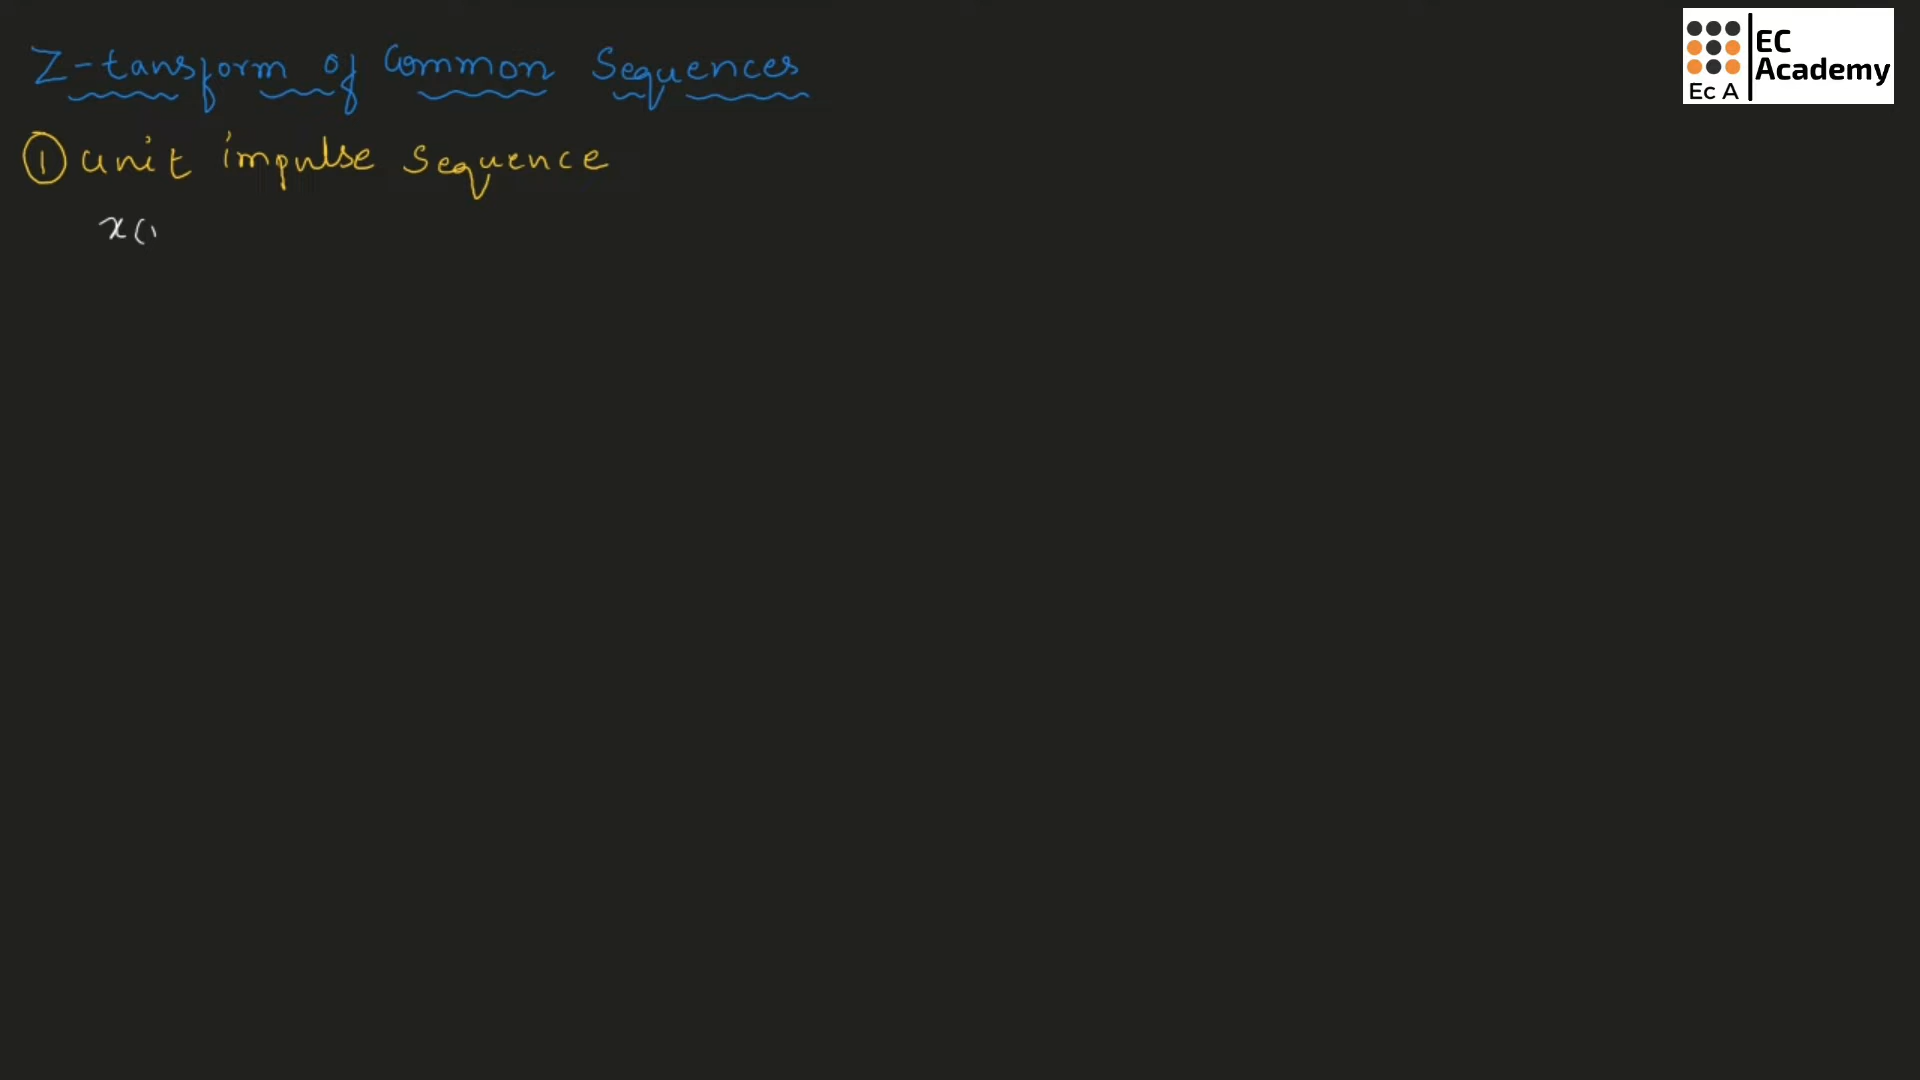 Z-tansform of Common Sequences
① unit impulse sequence
x(
EC
Academy
Ec A